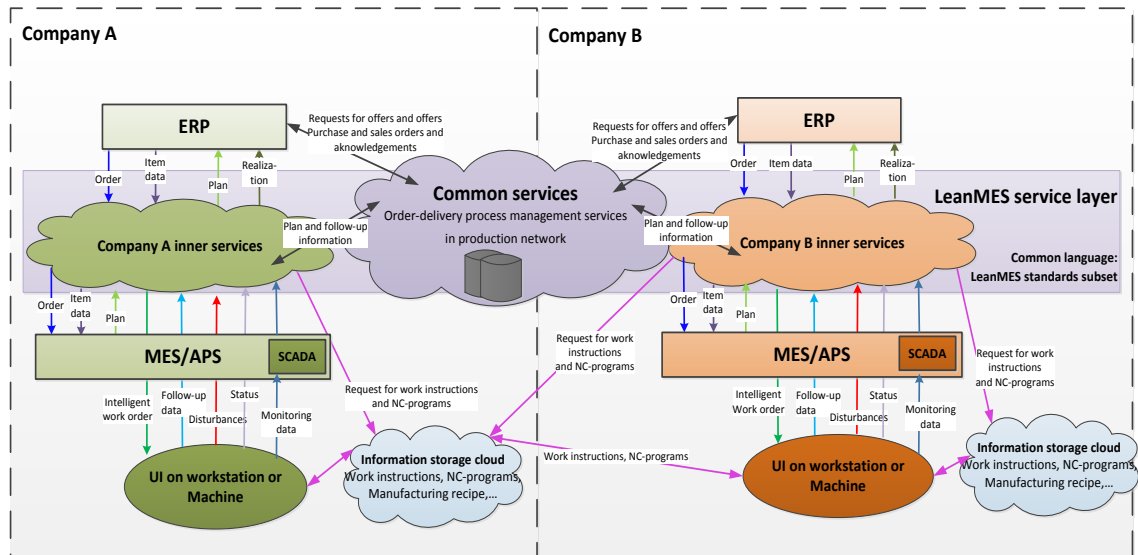 Company A
ERP
Requests for offers and offers
Purchase and sales orders and
aknowledgements
Order
Item
data
Plan
Realiza-
tion
Common services
Order-delivery process management services
in production network
Company A inner services
Plan and follow-up
information
Order
Item
data
Plan
MES/APS
SCADA
Intelligent
work order
Follow-up
data
Disturbances
Status
Monitoring
data
Request for work instructions
and NC-programs
UI on workstation or
Machine
Information storage cloud
Work instructions, NC-programs,
Manufacturing recipe,...
Company B
Requests for offers and offers
Purchase and sales orders and
aknowledgements
ERP
Order
Item data
Plan
Realiza-
tion
LeanMES service layer
Plan and follow-up
information
Company B inner services
Common language:
LeanMES standards subset
Order
Item
data
Plan
MES/APS
SCADA
Request for work
instructions
and NC-programs
Request for work
instructions
and NC-programs
Intelligent
Work order
Follow-up
data
Disturbances
Status
Monitoring
data
Work instructions, NC-programs
UI on workstation or
Machine
Information storage cloud
Work instructions, NC-programs,
Manufacturing recipe,...